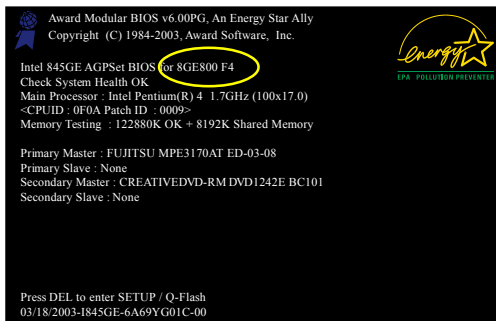 Award Modular BIOS v6.00PG, An Energy Star Ally
Copyright (C) 1984-2003, Award Software, Inc.
energy
EPA POLLUTION PREVENTER
Intel 845GE AGPSet BIOS for 8GE800 F4
Check System Health OK
Main Processor : Intel Pentium(R) 4 1.7GHz (100x17.0)
<CPUID : 0F0A Patch ID : 0009>
Memory Testing : 122880K OK + 8192K Shared Memory
Primary Master : FUJITSU MPE3170AT ED-03-08
Primary Slave : None
Secondary Master : CREATIVEDVD-RM DVD1242E BC101
Secondary Slave : None
Press DEL to enter SETUP / Q-Flash
03/18/2003-I845GE-6A69YG01C-00